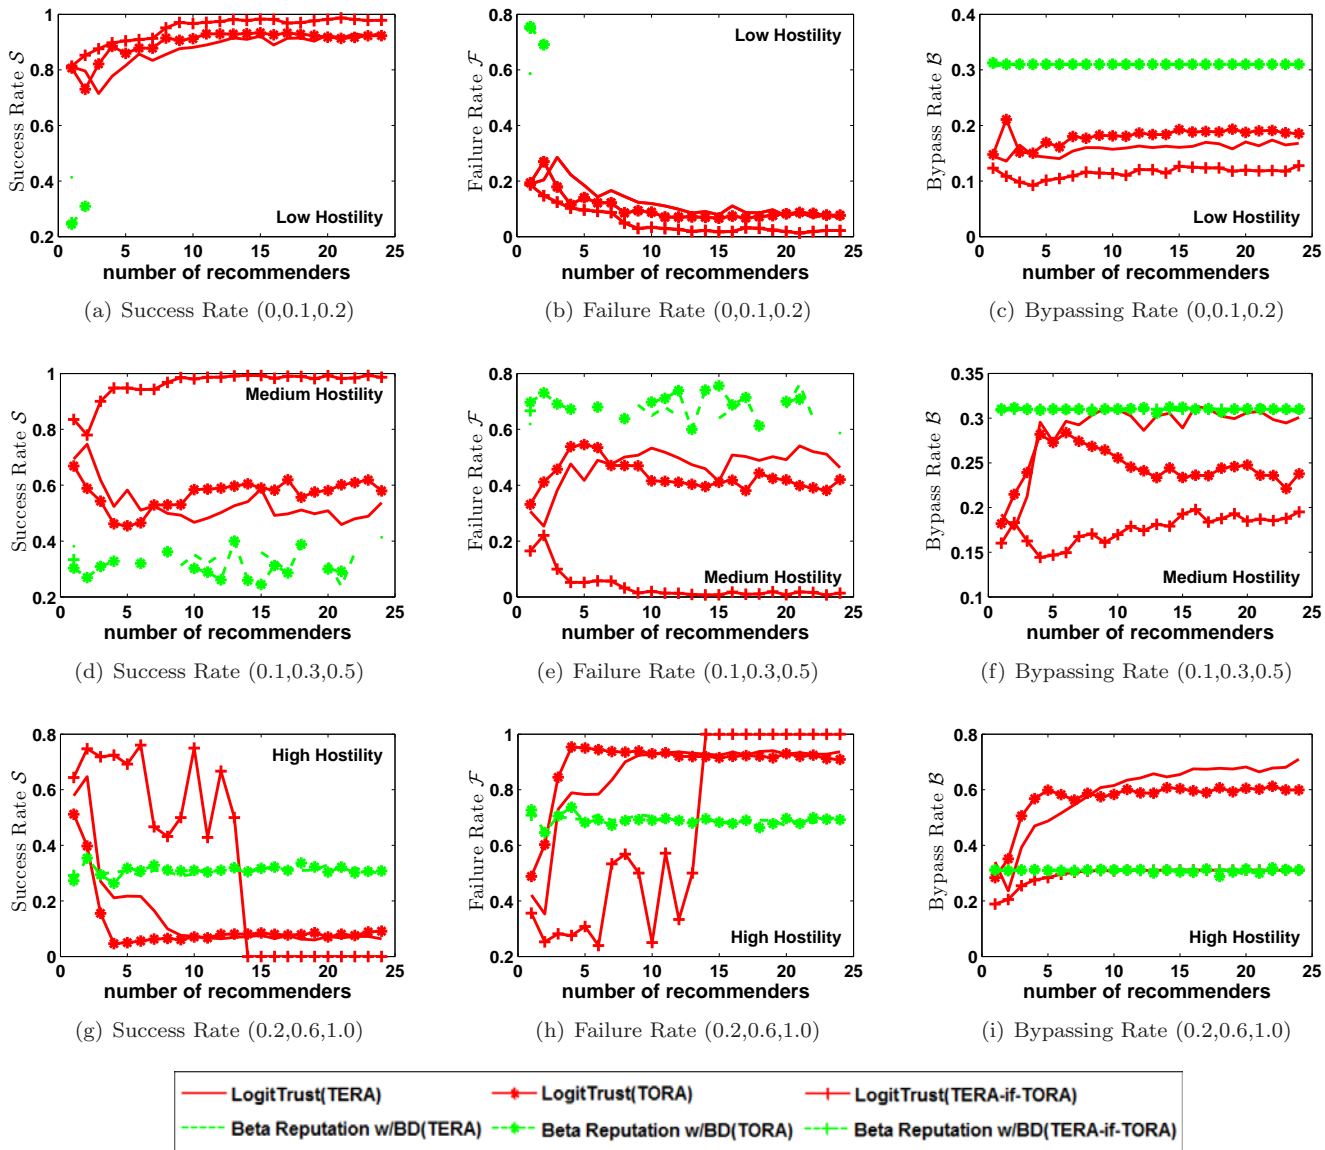 1
0.8
0.6
0.4
0.2
Success Rate S
Low Hostility
0 5 10 15 20 25
number of recommenders
(a) Success Rate (0,0.1,0.2)
0.8
0.6
0.4
0.2
0
Failure Rate F
Low Hostility
0 5 10 15 20 25
number of recommenders
(b) Failure Rate (0,0.1,0.2)
0.4
0.3
0.2
0.1
0
Bypass Rate B
Low Hostility
0 5 10 15 20 25
number of recommenders
(c) Bypassing Rate (0,0.1,0.2)
1
0.8
0.6
0.4
0.2
Success Rate S
Medium Hostility
0 5 10 15 20 25
number of recommenders
(d) Success Rate (0.1,0.3,0.5)
0.8
0.6
0.4
0.2
0
Failure Rate F
Medium Hostility
0 5 10 15 20 25
number of recommenders
(e) Failure Rate (0.1,0.3,0.5)
0.35
0.3
0.25
0.2
0.15
0.1
Bypass Rate B
Medium Hostility
0 5 10 15 20 25
number of recommenders
(f) Bypassing Rate (0.1,0.3,0.5)
0.8
0.6
0.4
0.2
0
Success Rate S
High Hostility
0 5 10 15 20 25
number of recommenders
(g) Success Rate (0.2,0.6,1.0)
1
0.8
0.6
0.4
0.2
Failure Rate F
High Hostility
0 5 10 15 20 25
number of recommenders
(h) Failure Rate (0.2,0.6,1.0)
0.8
0.6
0.4
0.2
0
Bypass Rate B
High Hostility
0 5 10 15 20 25
number of recommenders
(i) Bypassing Rate (0.2,0.6,1.0)
LogitTrust(TERA) LogitTrust(TORA) LogitTrust(TERA-if-TORA)
Beta Reputation w/BD(TERA) Beta Reputation w/BD(TORA) Beta Reputation w/BD(TERA-if-TORA)